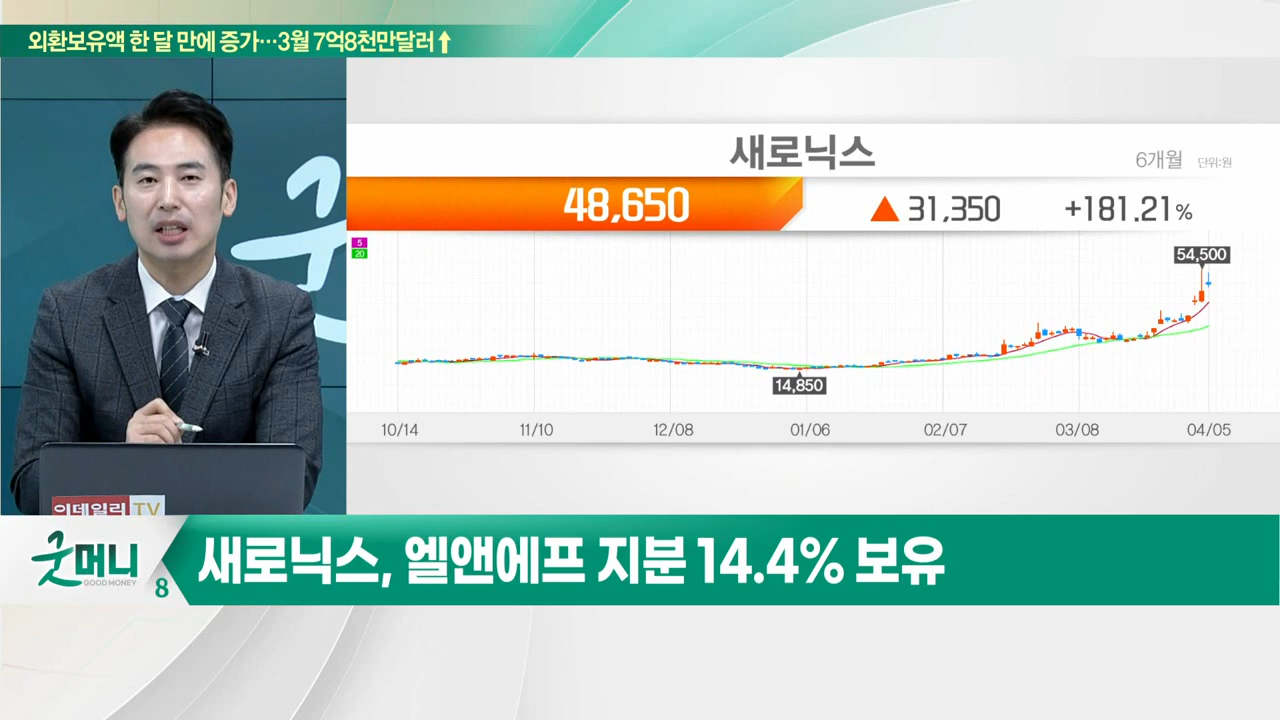 외환보유액 한 달 만에 증가…3월 7억8천만달러⬆
새로닉스
6개월 단위:원
48,650 ▲ 31,350 +181.21%
5
20
54,500
14,850
10/14 11/10 12/08 01/06 02/07 03/08 04/05
이데일리 TV
굿머니
GOOD MONEY
8
새로닉스, 엘앤에프 지분 14.4% 보유